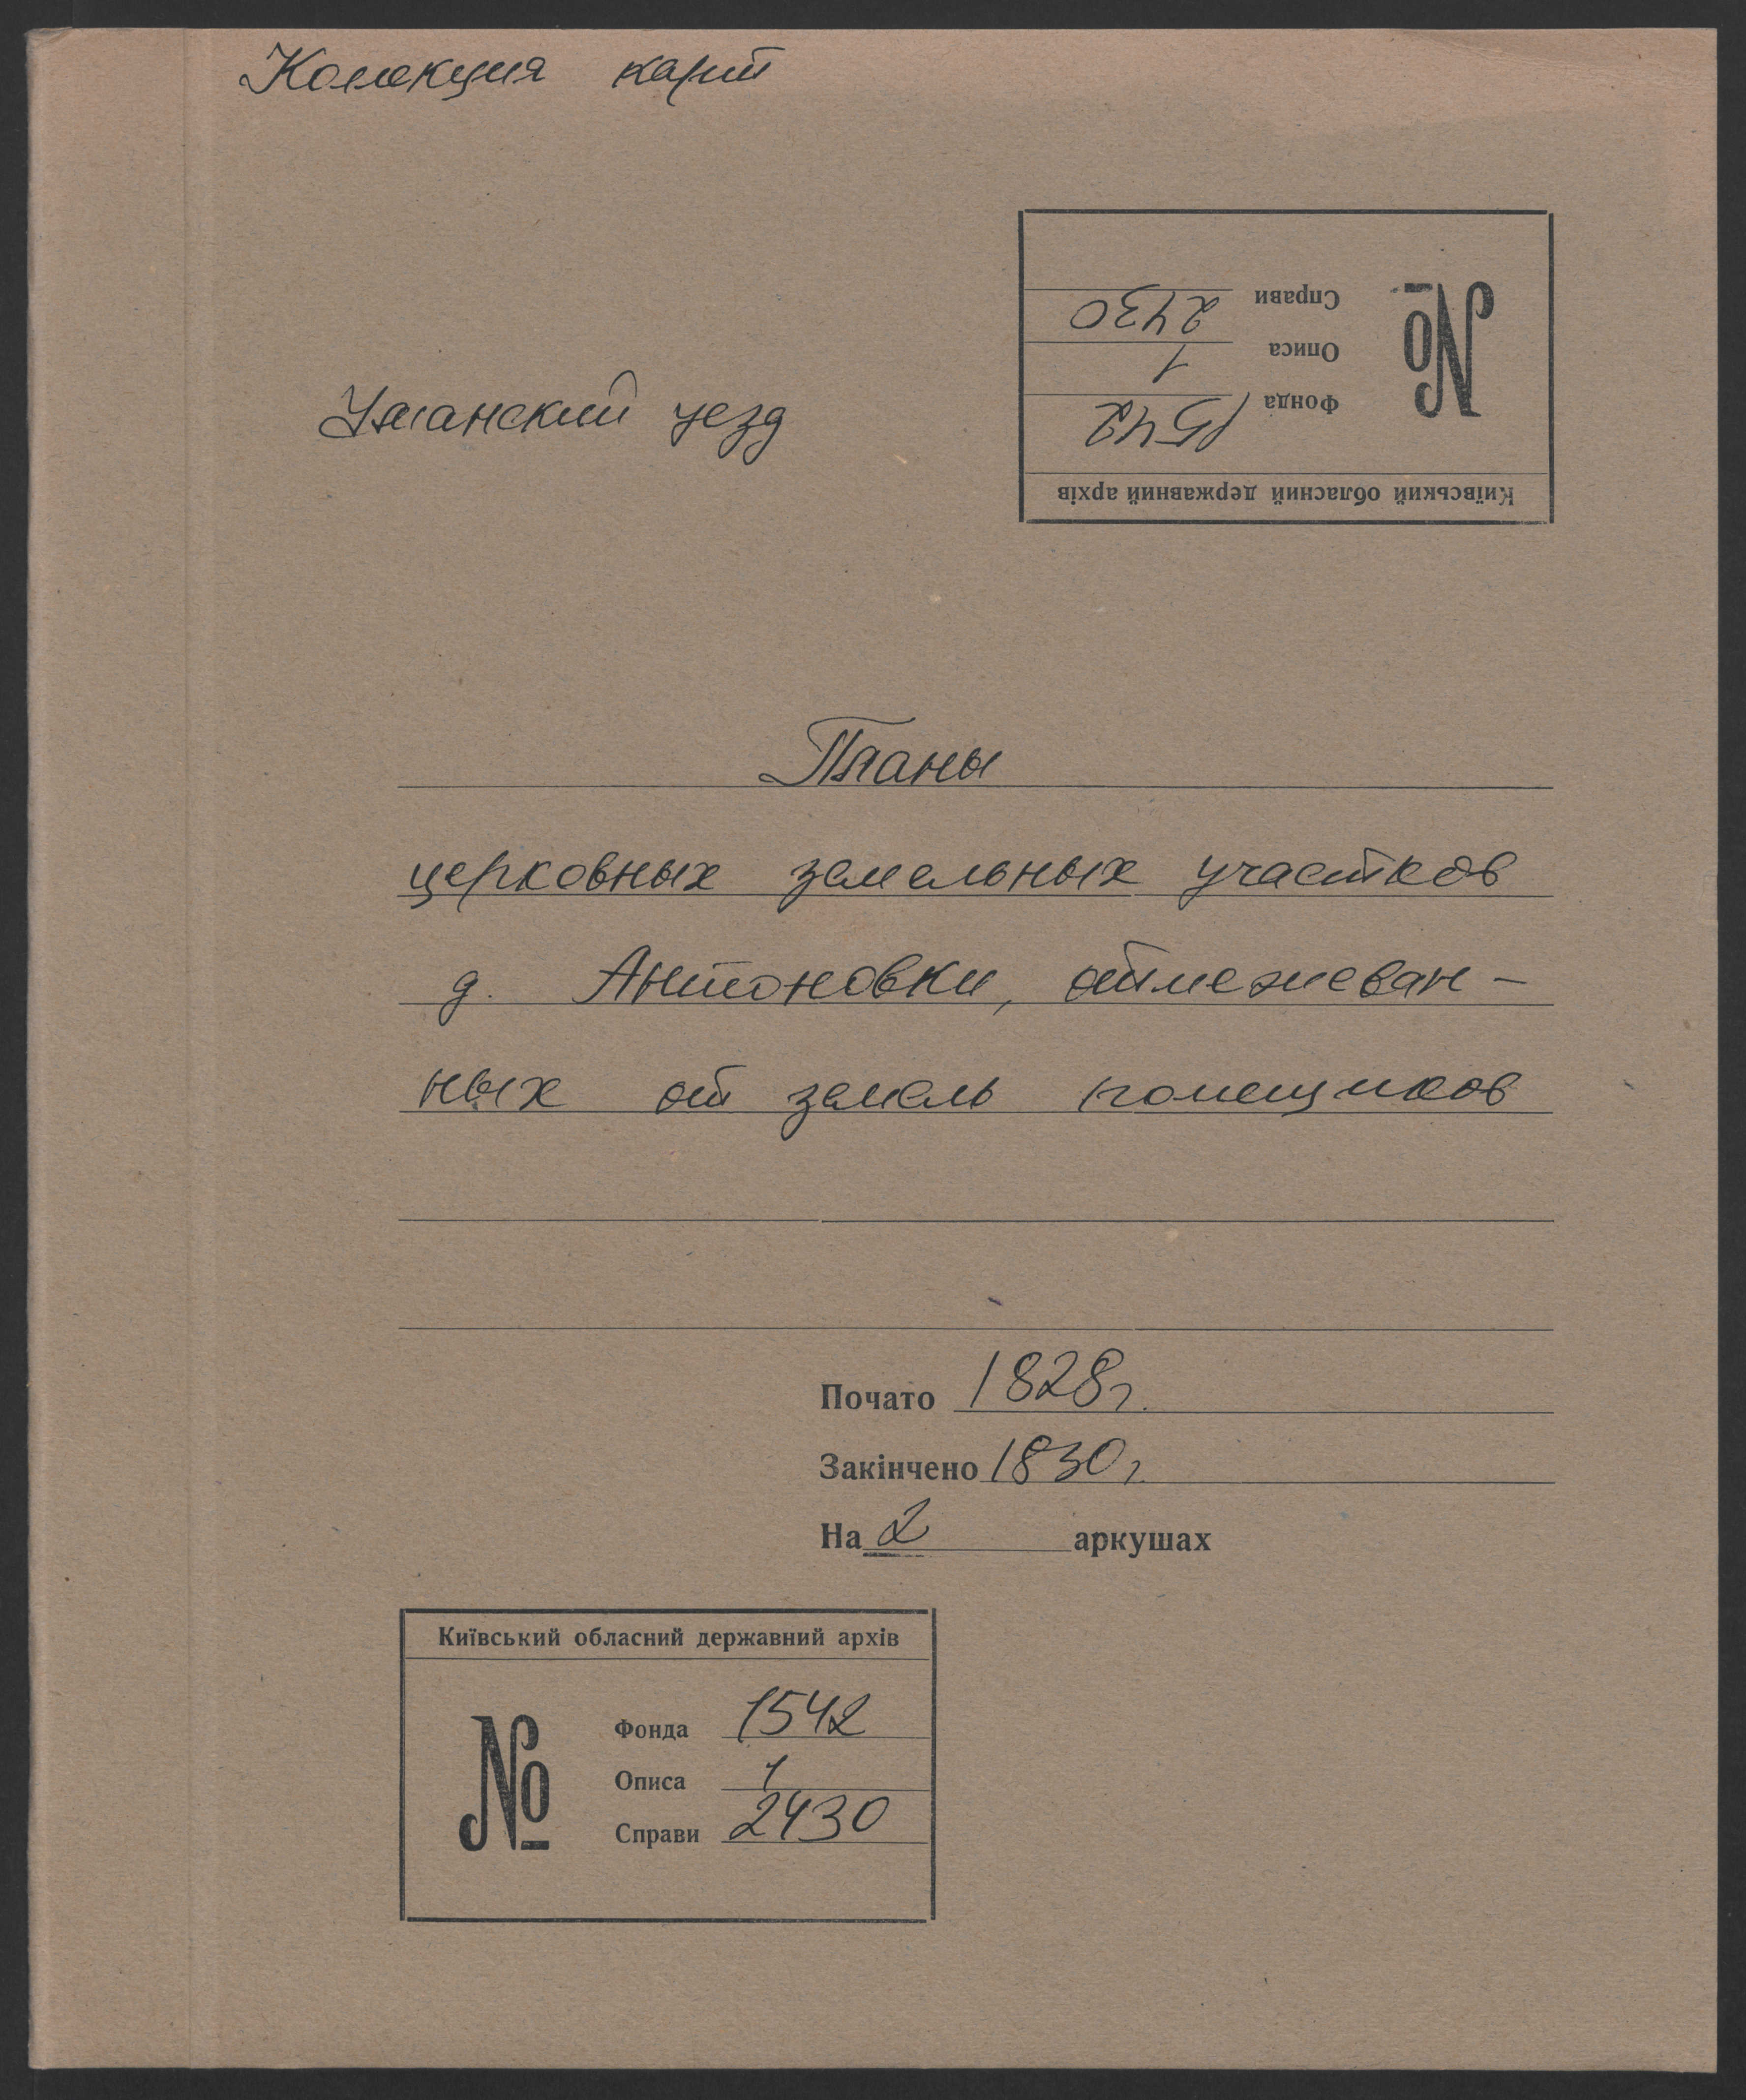 Колекция карт
Уманский уезд
Київський обласний державний архів
№
Фонда 1542
Описа 1
Справи 2430
Планы
церковных земельных участков
д. Антоновки, отмежеван-
ных от земель помещиков
Почато 1828 г.
Закінчено 1830 г.
На 2 аркушах
Київський обласний державний архів
№
Фонда 1542
Описа 1
Справи 2430